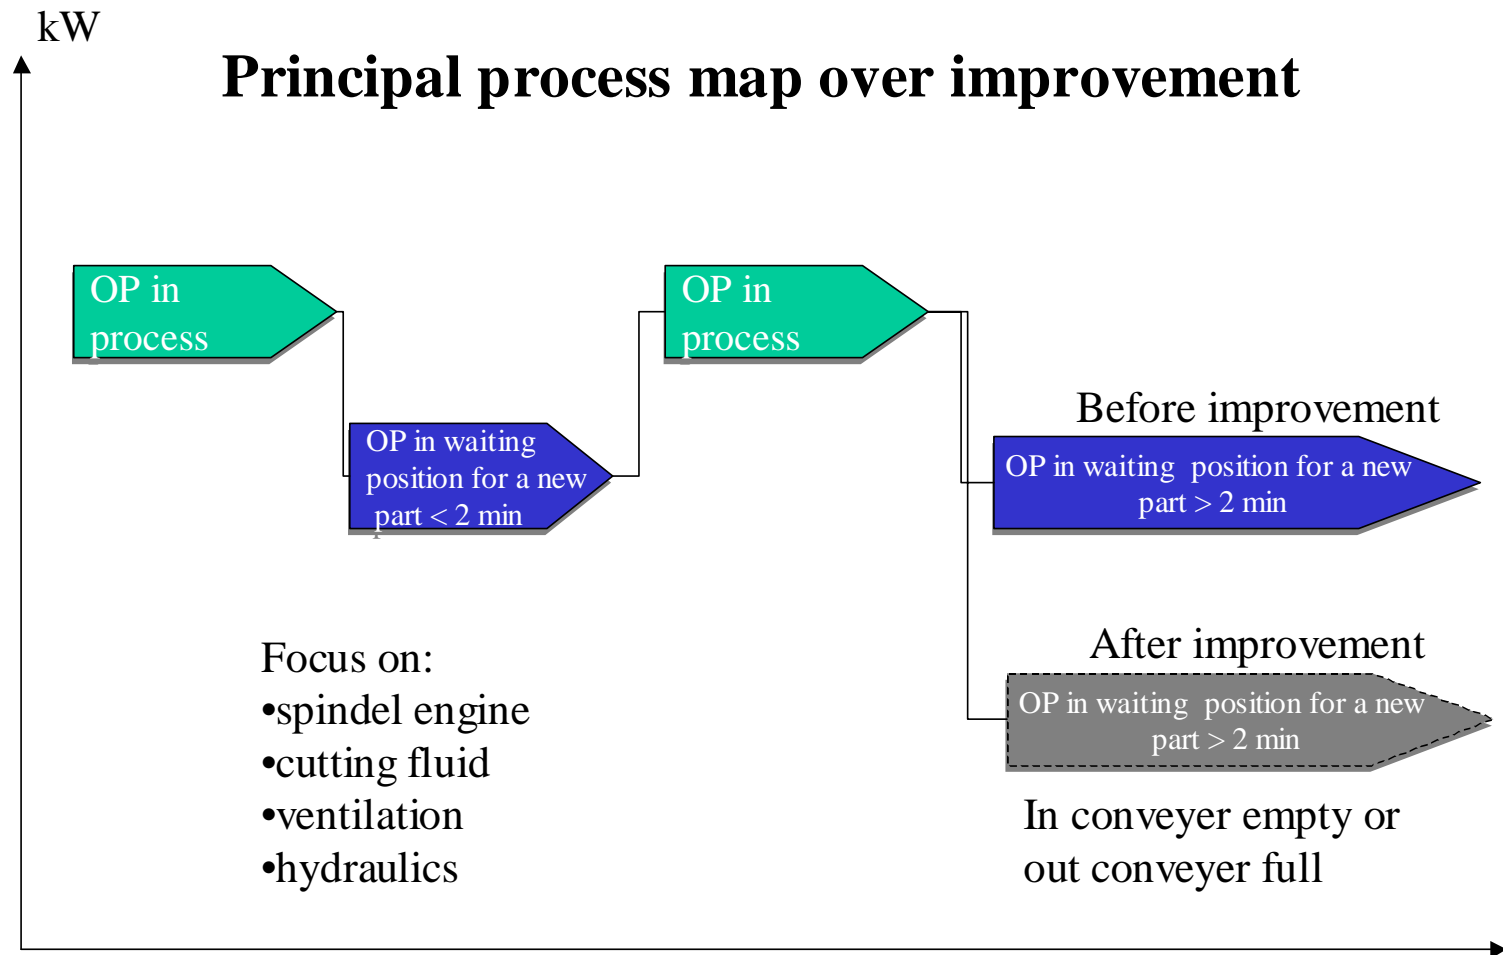 kW
Principal process map over improvement
OP in
process
OP in
process
OP in waiting
position for a new
part < 2 min
Before improvement
OP in waiting position for a new
part > 2 min
After improvement
OP in waiting position for a new
part > 2 min
Focus on:
•spindel engine
•cutting fluid
•ventilation
•hydraulics
In conveyer empty or
out conveyer full